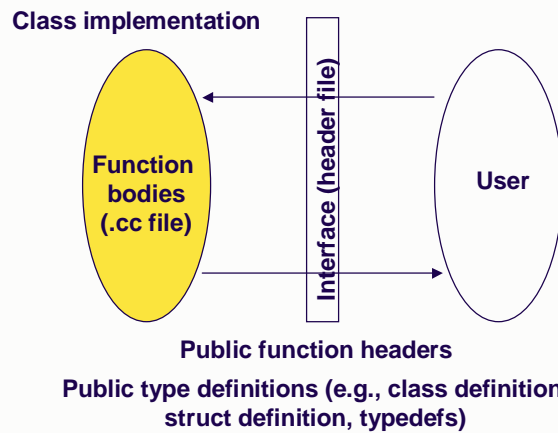 Class implementation
Function
bodies
(.cc file)
Interface (header file)
User
Public function headers
Public type definitions (e.g., class definition
struct definition, typedefs)